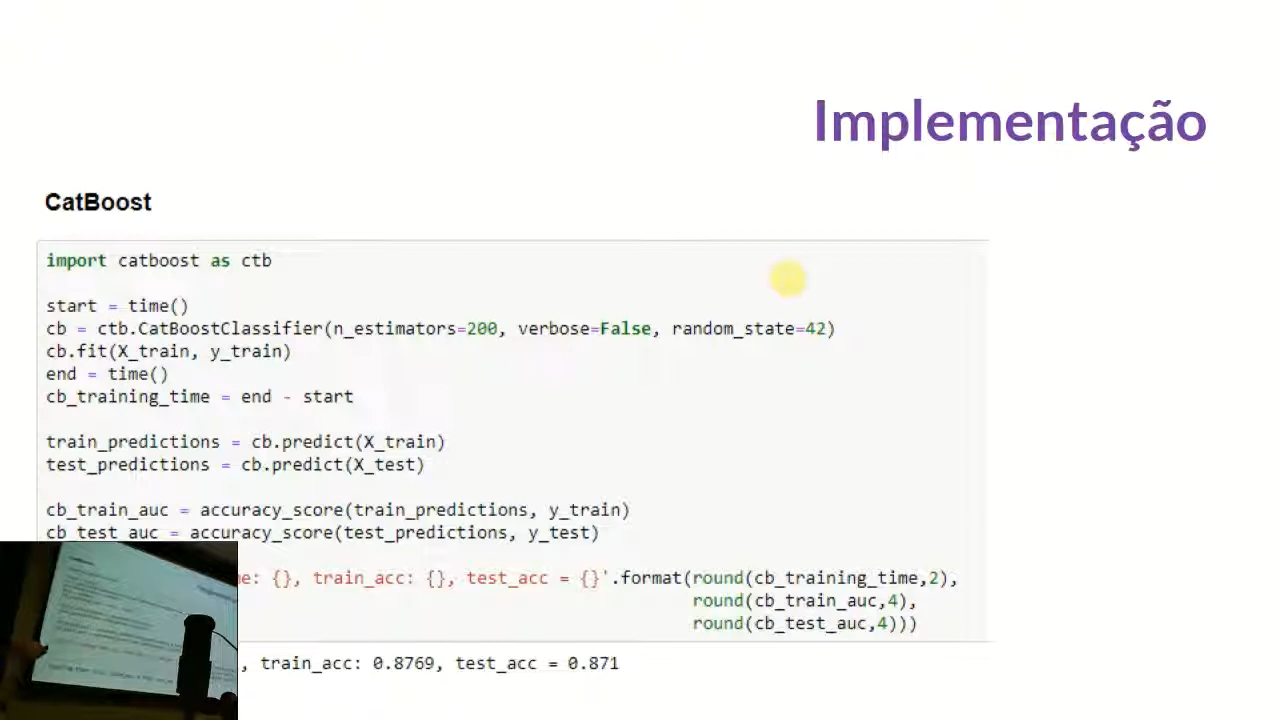 Implementação
CatBoost
import catboost as ctb
start = time()
cb = ctb.CatBoostClassifier(n_estimators=200, verbose=False, random_state=42)
cb.fit(X_train, y_train)
end = time()
cb_training_time = end - start
train_predictions = cb.predict(X_train)
test_predictions = cb.predict(X_test)
cb_train_auc = accuracy_score(train_predictions, y_train)
cb_test_auc = accuracy_score(test_predictions, y_test)
{}, train_acc: {}, test_acc = {}'.format(round(cb_training_time,2),
round(cb_train_auc,4),
round(cb_test_auc,4)))
, train_acc: 0.8769, test_acc = 0.871